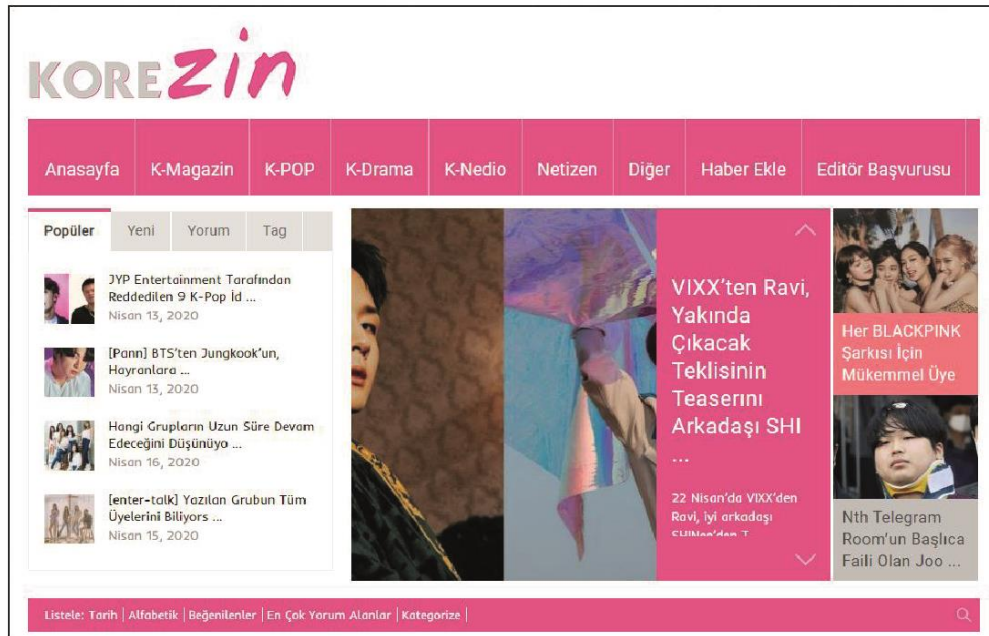 KOREZin
Anasayfa K-Magazin K-POP K-Drama K-Nedio Netizen Diğer Haber Ekle Editör Başvurusu
Popüler Yeni Yorum Tag
JYP Entertainment Tarafından
Reddedilen 9 K-Pop İd ...
Nisan 13, 2020
[Pann] BTS'ten Jungkook'un,
Hayranlara ...
Nisan 13, 2020
Hangi Grupların Uzun Süre Devam
Edeceğini Düşünüyo ...
Nisan 16, 2020
[enter-talk] Yazılan Grubun Tüm
Üyelerini Biliyors ...
Nisan 15, 2020
VIXX'ten Ravi,
Yakında
Çıkacak
Teklisinin
Teaserını
Arkadaşı SHI
...
22 Nisan'da VIXX'den
Ravi, iyi arkadaşı
SHINee'den T
Her BLACKPINK
Şarkısı İçin
Mükemmel Üye
Nth Telegram
Room'un Başlıca
Faili Olan Joo ...
Listele: Tarih | Alfabetik | Beğenilenler | En Çok Yorum Alanlar | Kategorize |